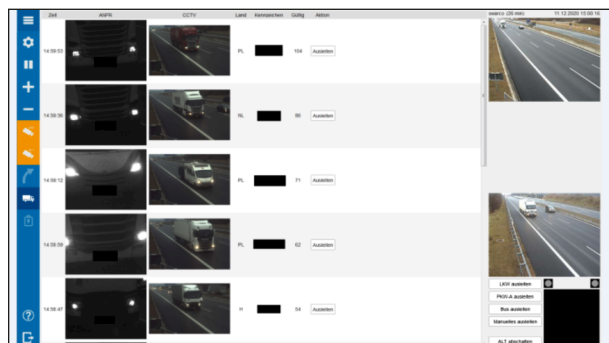 Zeit ANPR CCTV Land Kennzeichen Gültig Aktion
14:59:53 PL 104 Ausleiten
14:59:36 NL 86 Ausleiten
14:59:12 PL 71 Ausleiten
14:58:59 PL 62 Ausleiten
14:58:47 H 54 Ausleiten
swarco (26 min) 11.12.2020 15:00:16
LKW ausleiten
PKW-A ausleiten
Bus ausleiten
Manuelles ausleiten
ALT abschalten